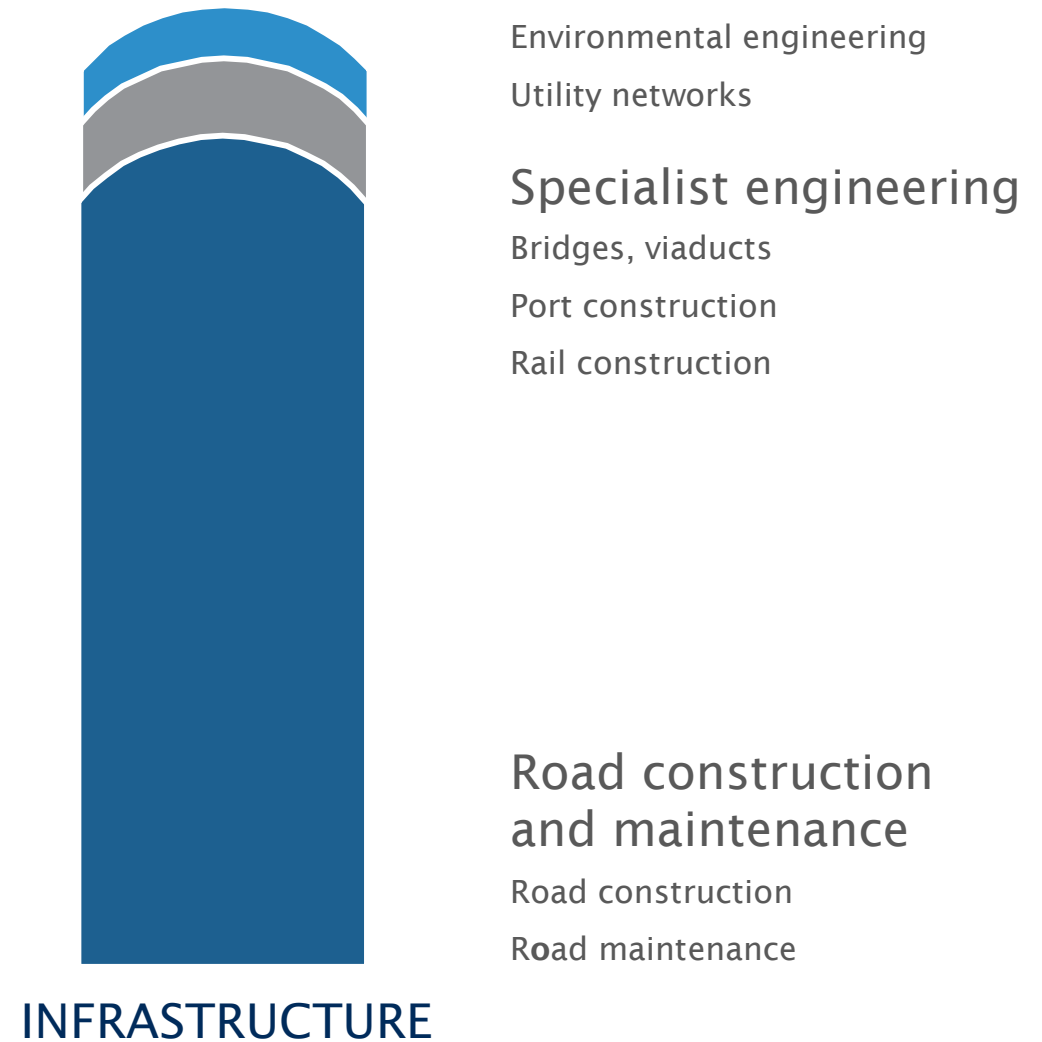 Environmental engineering
Utility networks
Specialist engineering
Bridges, viaducts
Port construction
Rail construction
Road construction
and maintenance
Road construction
Road maintenance
INFRASTRUCTURE